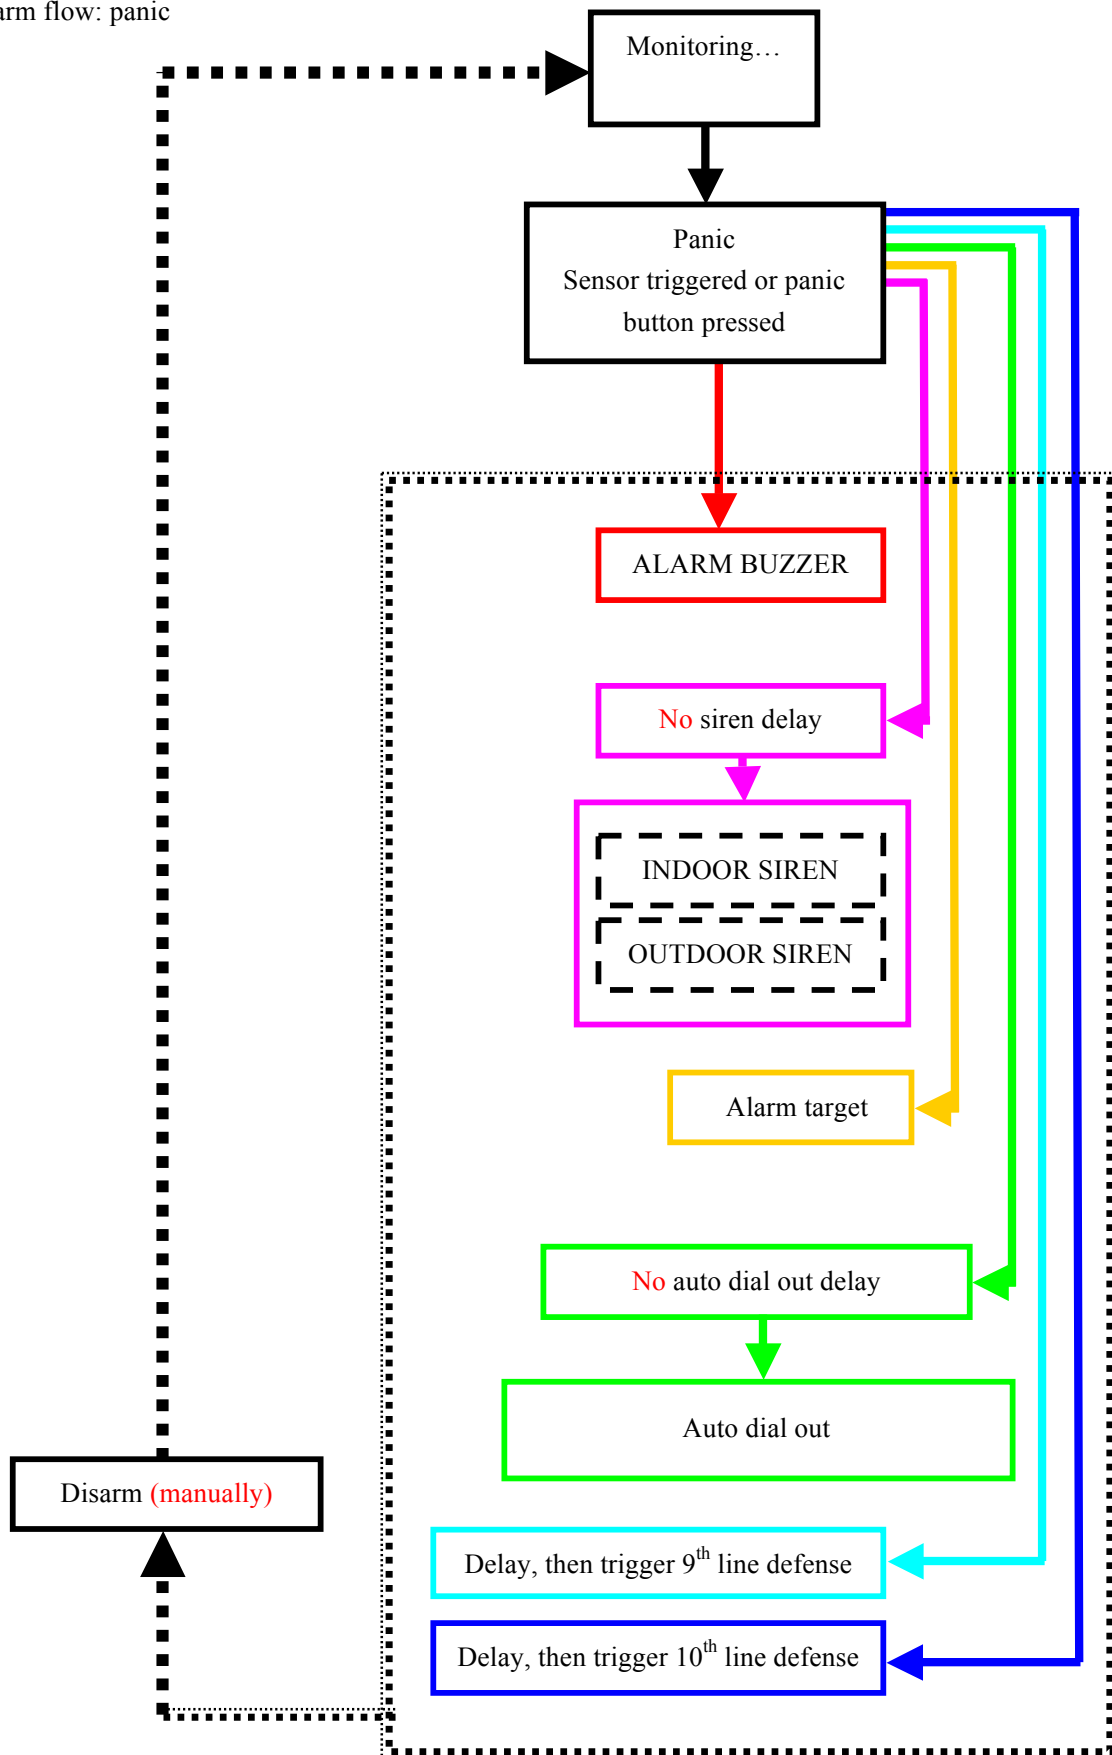 arm flow: panic
Monitoring…
Panic
Sensor triggered or panic
button pressed
ALARM BUZZER
No siren delay
INDOOR SIREN
OUTDOOR SIREN
Alarm target
No auto dial out delay
Auto dial out
Disarm (manually)
Delay, then trigger 9th line defense
Delay, then trigger 10th line defense